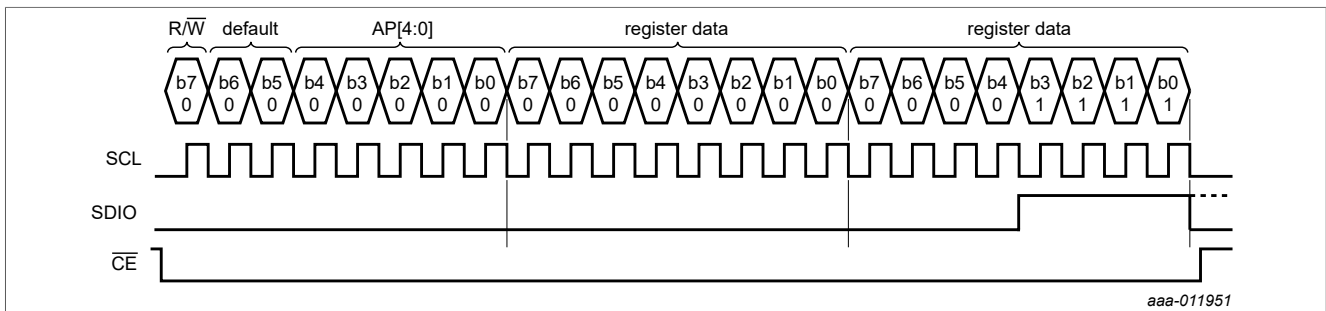 R/W̅ default AP[4:0] register data register data
b7 b6 b5 b4 b3 b2 b1 b0 b7 b6 b5 b4 b3 b2 b1 b0 b7 b6 b5 b4 b3 b2 b1 b0
0 0 0 0 0 0 0 0 0 0 0 0 0 0 0 0 0 0 0 0 1 1 1 1
SCL
SDIO
C̅E̅
aaa-011951